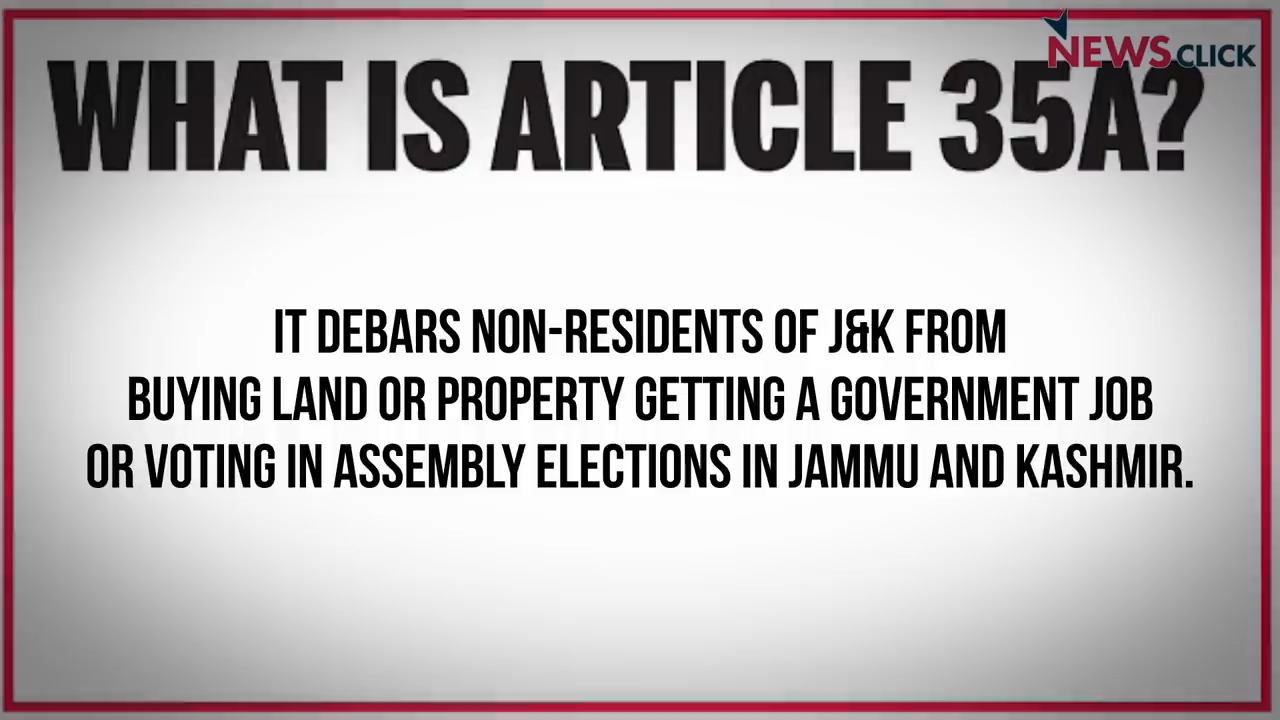 NEWSCLICK
WHAT IS ARTICLE 35A?
IT DEBARS NON-RESIDENTS OF J&K FROM
BUYING LAND OR PROPERTY GETTING A GOVERNMENT JOB
OR VOTING IN ASSEMBLY ELECTIONS IN JAMMU AND KASHMIR.